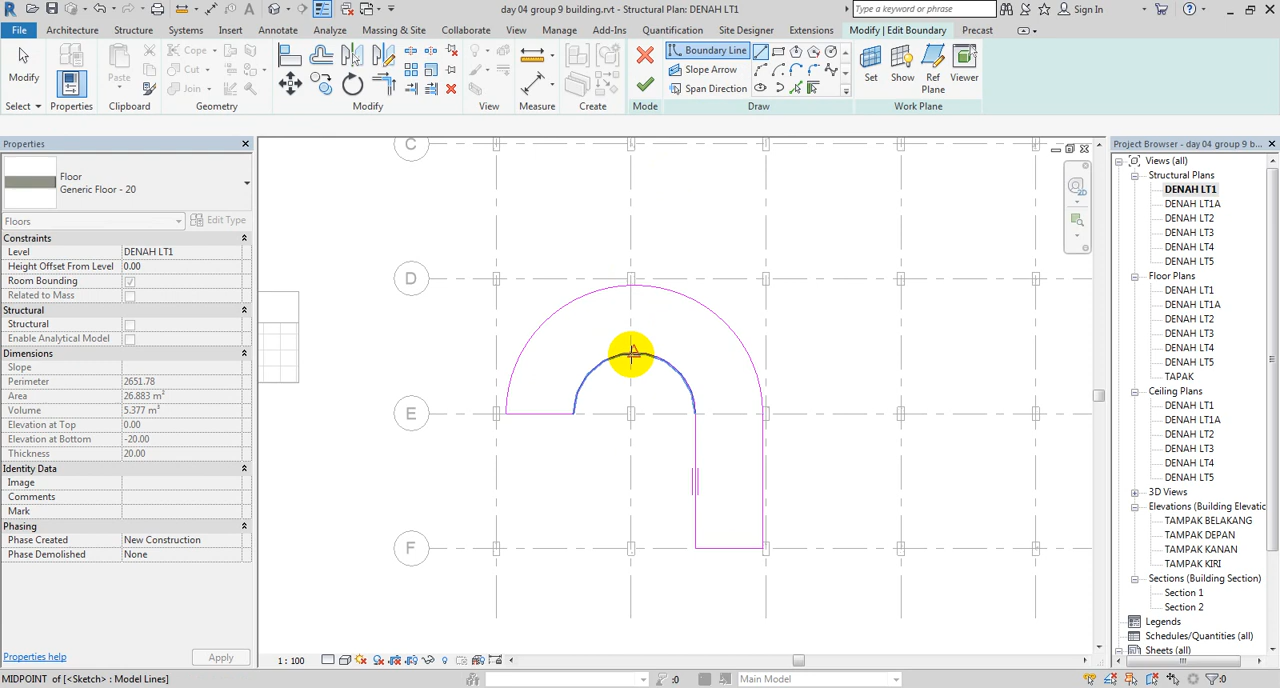 day 04 group 9 building.rvt - Structural Plan: DENAH LT1
Type a keyword or phrase
Sign In
File Architecture Structure Systems Insert Annotate Analyze Massing & Site Collaborate View Manage Add-Ins Quantification Site Designer Extensions Modify | Edit Boundary Precast
Modify
Properties
Paste
Cope
Cut
Join
Boundary Line
Slope Arrow
Span Direction
Set
Show
Ref
Plane
Viewer
Select Properties Clipboard Geometry Modify View Measure Create Mode Draw Work Plane
Properties
Floor
Generic Floor - 20
Floors
Edit Type
Constraints
Level DENAH LT1
Height Offset From Level 0.00
Room Bounding
Related to Mass
Structural
Structural
Enable Analytical Model
Dimensions
Slope
Perimeter 2651.78
Area 26.883 m²
Volume 5.377 m³
Elevation at Top 0.00
Elevation at Bottom -20.00
Thickness 20.00
Identity Data
Image
Comments
Mark
Phasing
Phase Created New Construction
Phase Demolished None
Properties help
Apply
C
D
E
F
1 : 100
Project Browser - day 04 group 9 b...
Views (all)
Structural Plans
DENAH LT1
DENAH LT1A
DENAH LT2
DENAH LT3
DENAH LT4
DENAH LT5
Floor Plans
DENAH LT1
DENAH LT1A
DENAH LT2
DENAH LT3
DENAH LT4
DENAH LT5
TAPAK
Ceiling Plans
DENAH LT1
DENAH LT1A
DENAH LT2
DENAH LT3
DENAH LT4
DENAH LT5
3D Views
Elevations (Building Elevatic
TAMPAK BELAKANG
TAMPAK DEPAN
TAMPAK KANAN
TAMPAK KIRI
Sections (Building Section)
Section 1
Section 2
Legends
Schedules/Quantities (all)
Sheets (all)
MIDPOINT of [<Sketch> : Model Lines]
:0
Main Model
:0